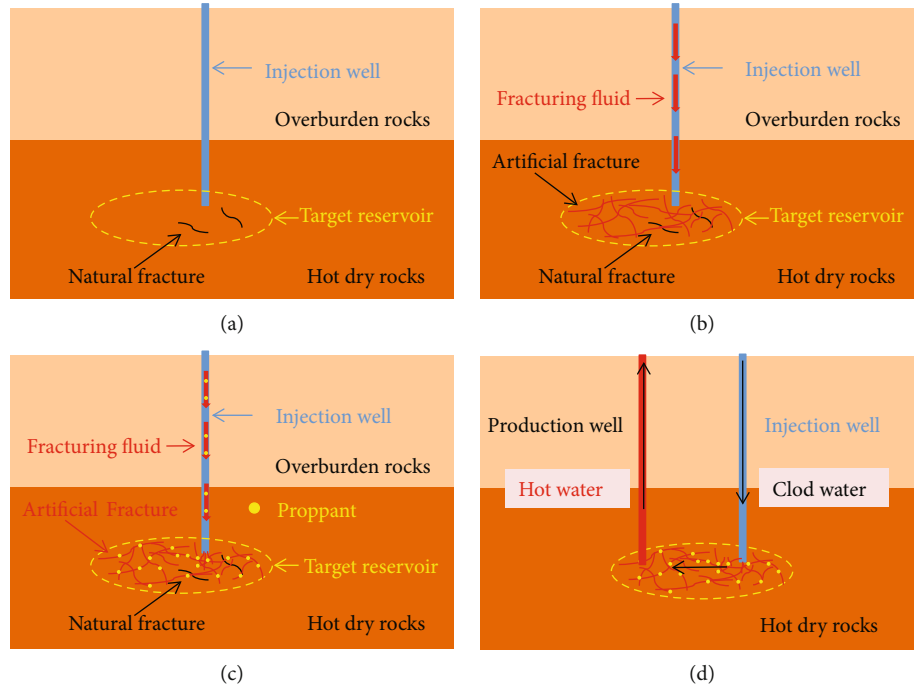 Injection well
Overburden rocks
Target reservoir
Natural fracture
Hot dry rocks
(a)
Injection well
Fracturing fluid
Overburden rocks
Artificial fracture
Target reservoir
Natural fracture
Hot dry rocks
(b)
Injection well
Fracturing fluid
Overburden rocks
Artificial Fracture
Proppant
Target reservoir
Natural fracture
Hot dry rocks
(c)
Production well
Injection well
Hot water
Clod water
Hot dry rocks
(d)